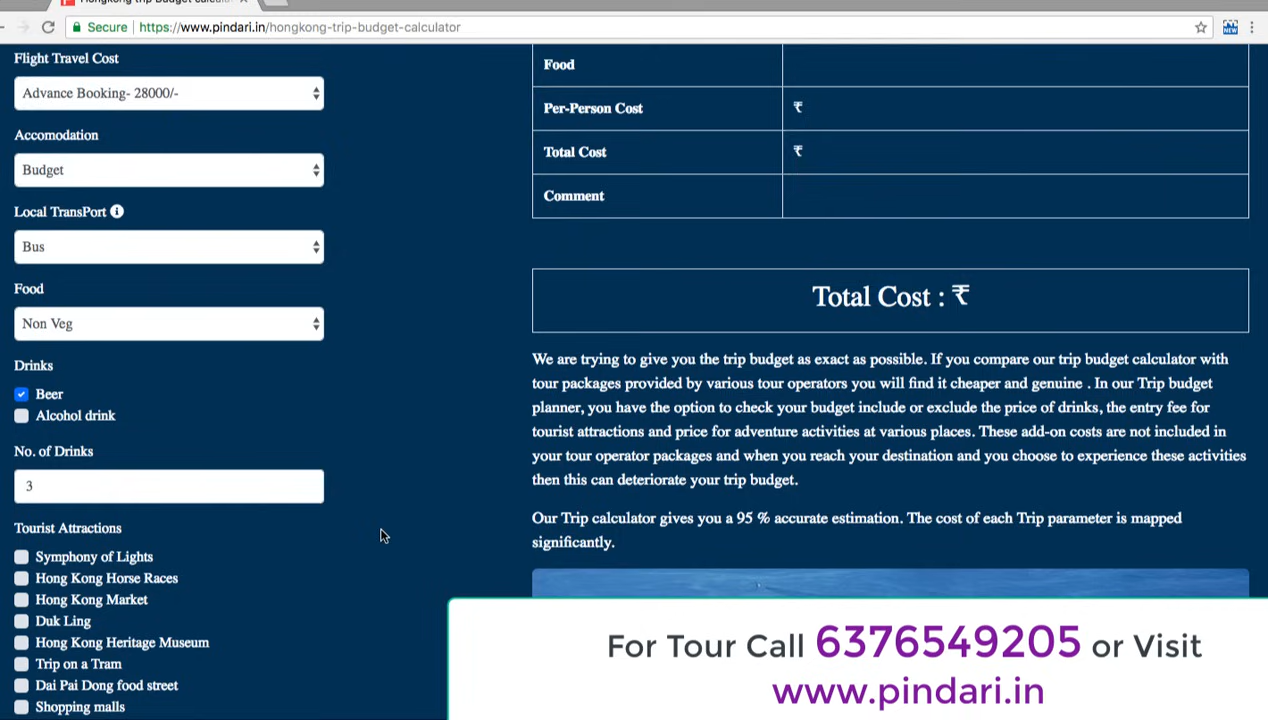 Hongkong trip Budget calcul
Secure https://www.pindari.in/hongkong-trip-budget-calculator
NEW
Flight Travel Cost
Advance Booking- 28000/-
Accomodation
Budget
Local TransPort
Bus
Food
Non Veg
Drinks
Beer
Alcohol drink
No. of Drinks
3
Tourist Attractions
Symphony of Lights
Hong Kong Horse Races
Hong Kong Market
Duk Ling
Hong Kong Heritage Museum
Trip on a Tram
Dai Pai Dong food street
Shopping malls
Food
Per-Person Cost ₹
Total Cost ₹
Comment
Total Cost : ₹
We are trying to give you the trip budget as exact as possible. If you compare our trip budget calculator with
tour packages provided by various tour operators you will find it cheaper and genuine . In our Trip budget
planner, you have the option to check your budget include or exclude the price of drinks, the entry fee for
tourist attractions and price for adventure activities at various places. These add-on costs are not included in
your tour operator packages and when you reach your destination and you choose to experience these activities
then this can deteriorate your trip budget.
Our Trip calculator gives you a 95 % accurate estimation. The cost of each Trip parameter is mapped
significantly.
For Tour Call 6376549205 or Visit
www.pindari.in